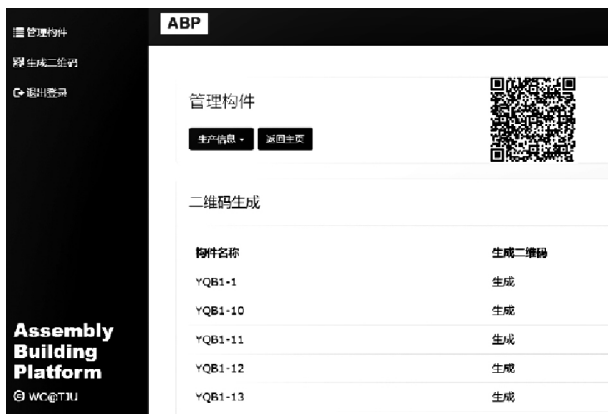 管理构件
生成二维码
退出登录
ABP
管理构件
生产信息
返回主页
二维码生成
构件名称 生成二维码
YQB1-1 生成
YQB1-10 生成
YQB1-11 生成
YQB1-12 生成
YQB1-13 生成
Assembly
Building
Platform
© WC@TJU